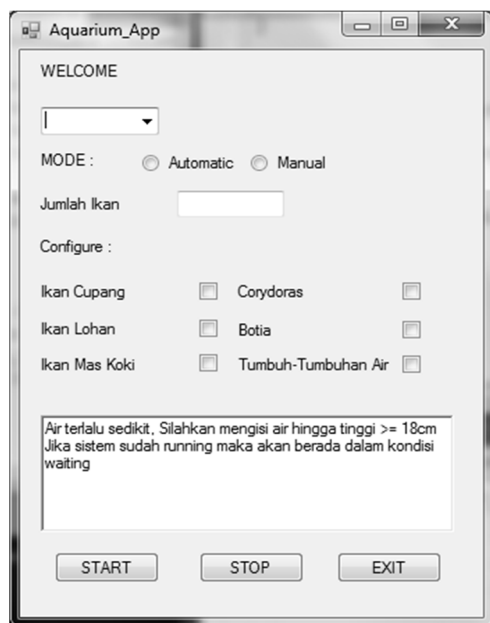 Aquarium_App
WELCOME
MODE : Automatic Manual
Jumlah Ikan
Configure :
Ikan Cupang Corydoras
Ikan Lohan Botia
Ikan Mas Koki Tumbuh-Tumbuhan Air
Air terlalu sedikit, Silahkan mengisi air hingga tinggi >= 18cm
Jika sistem sudah running maka akan berada dalam kondisi
waiting
START STOP EXIT